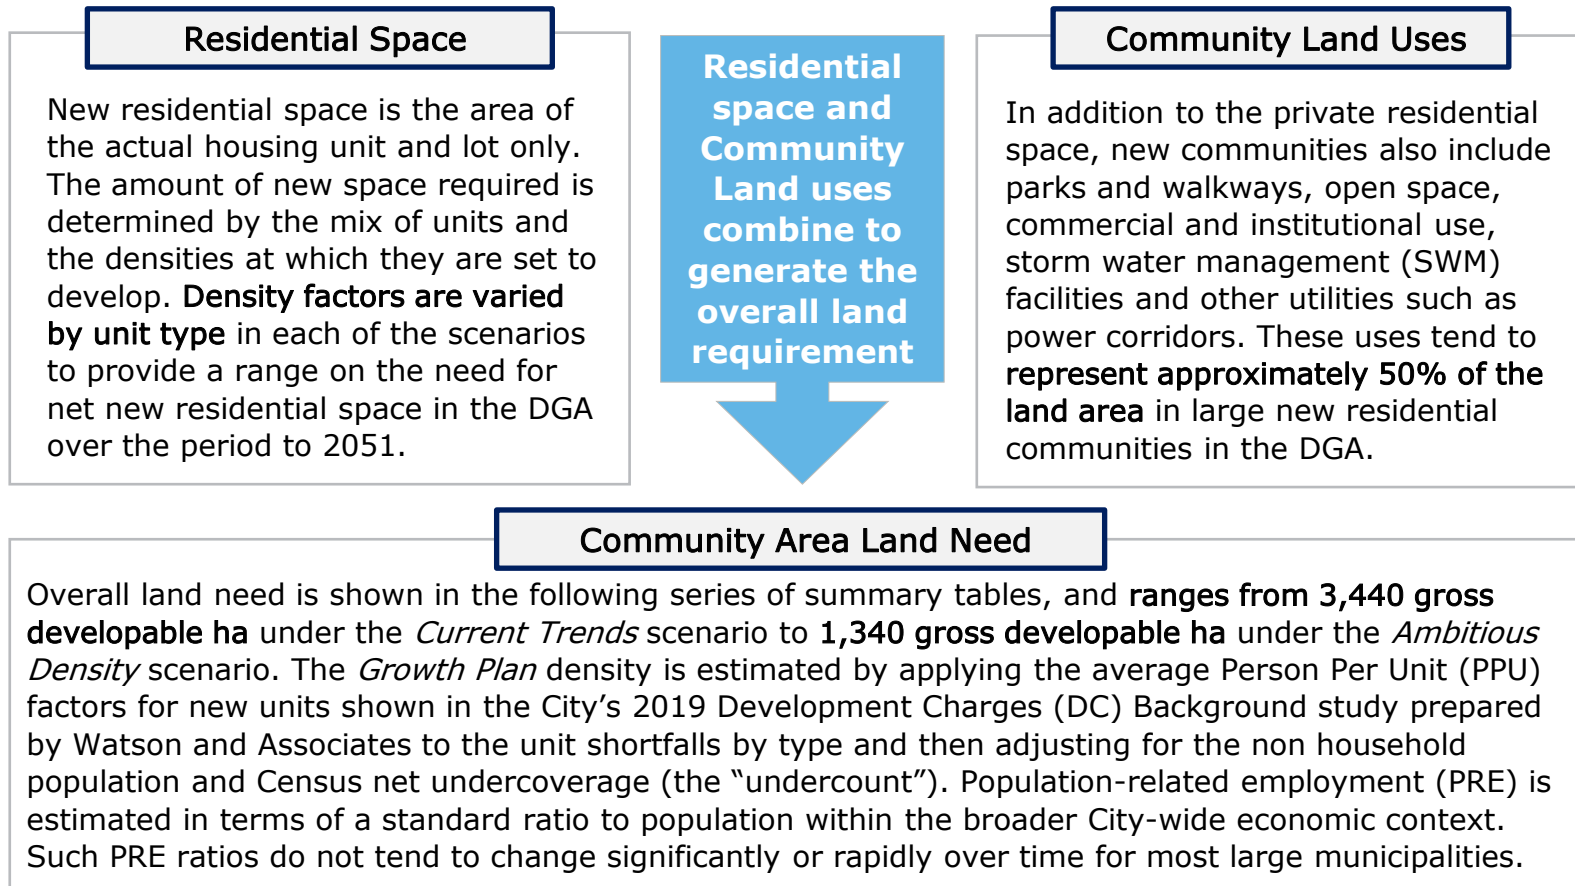 Residential Space
New residential space is the area of
the actual housing unit and lot only.
The amount of new space required is
determined by the mix of units and
the densities at which they are set to
develop. Density factors are varied
by unit type in each of the scenarios
to provide a range on the need for
net new residential space in the DGA
over the period to 2051.
Residential
space and
Community
Land uses
combine to
generate the
overall land
requirement
Community Land Uses
In addition to the private residential
space, new communities also include
parks and walkways, open space,
commercial and institutional use,
storm water management (SWM)
facilities and other utilities such as
power corridors. These uses tend to
represent approximately 50% of the
land area in large new residential
communities in the DGA.
Community Area Land Need
Overall land need is shown in the following series of summary tables, and ranges from 3,440 gross
developable ha under the Current Trends scenario to 1,340 gross developable ha under the Ambitious
Density scenario. The Growth Plan density is estimated by applying the average Person Per Unit (PPU)
factors for new units shown in the City’s 2019 Development Charges (DC) Background study prepared
by Watson and Associates to the unit shortfalls by type and then adjusting for the non household
population and Census net undercoverage (the “undercount”). Population-related employment (PRE) is
estimated in terms of a standard ratio to population within the broader City-wide economic context.
Such PRE ratios do not tend to change significantly or rapidly over time for most large municipalities.